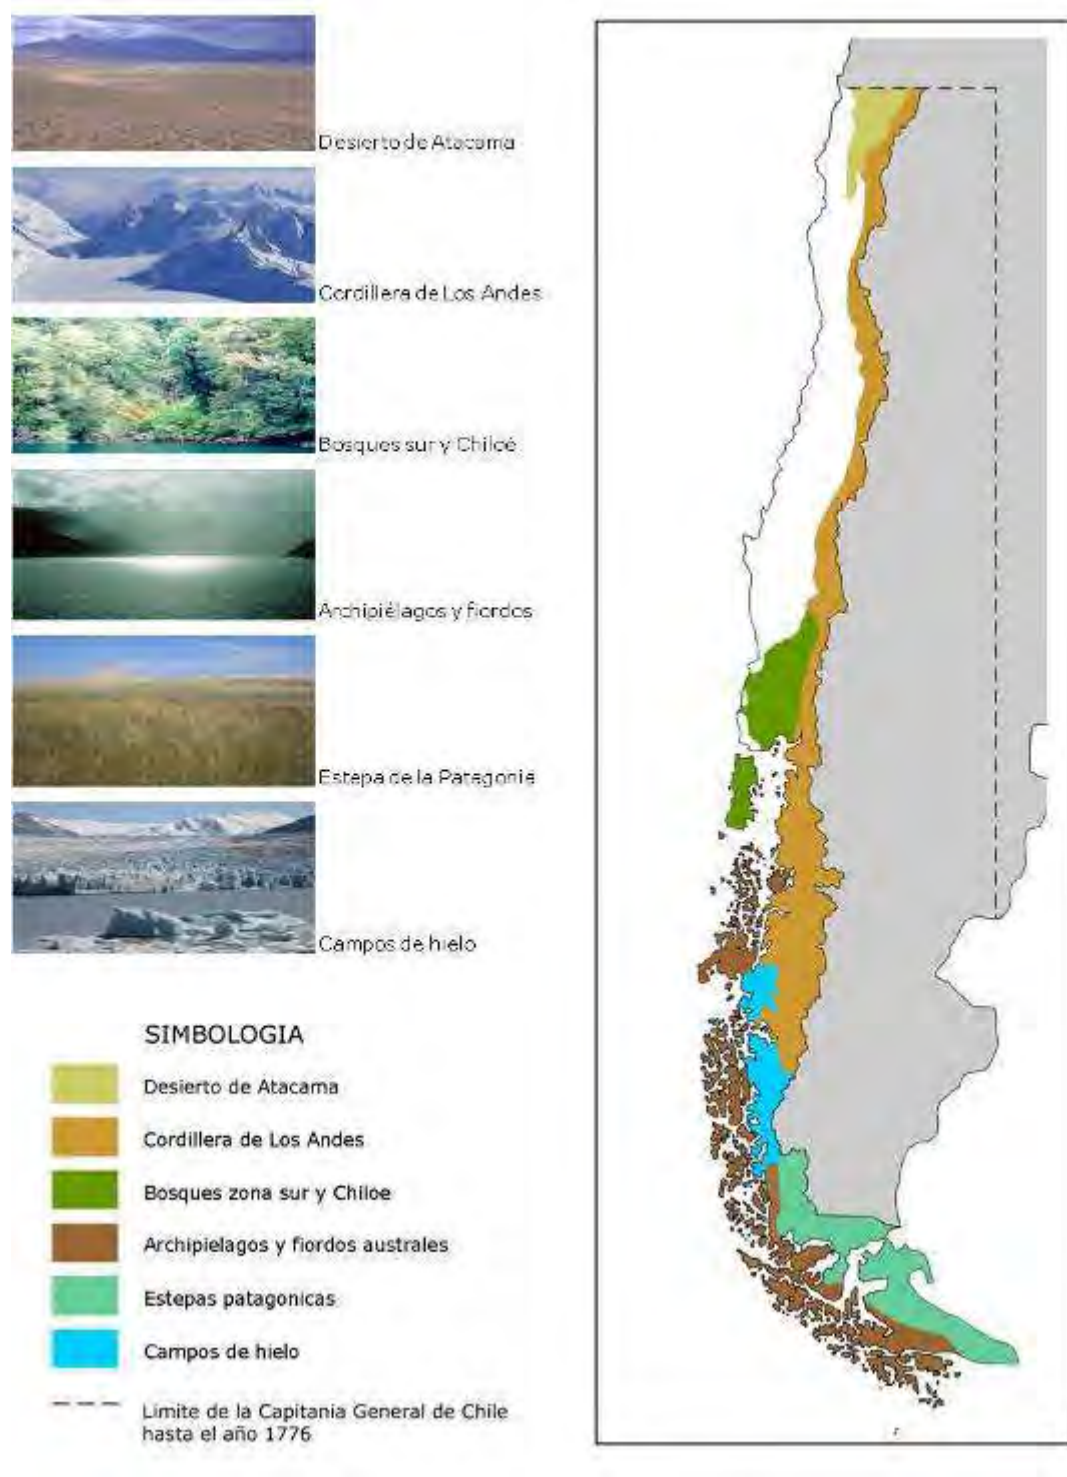 Desierto de Atacama
Cordillera de Los Andes
Bosques sur y Chiloé
Archipiélagos y fiordos
Estepa de la Patagonia
Campos de hielo
SIMBOLOGIA
Desierto de Atacama
Cordillera de Los Andes
Bosques zona sur y Chiloe
Archipielagos y fiordos australes
Estepas patagonicas
Campos de hielo
Limite de la Capitania General de Chile
hasta el año 1776